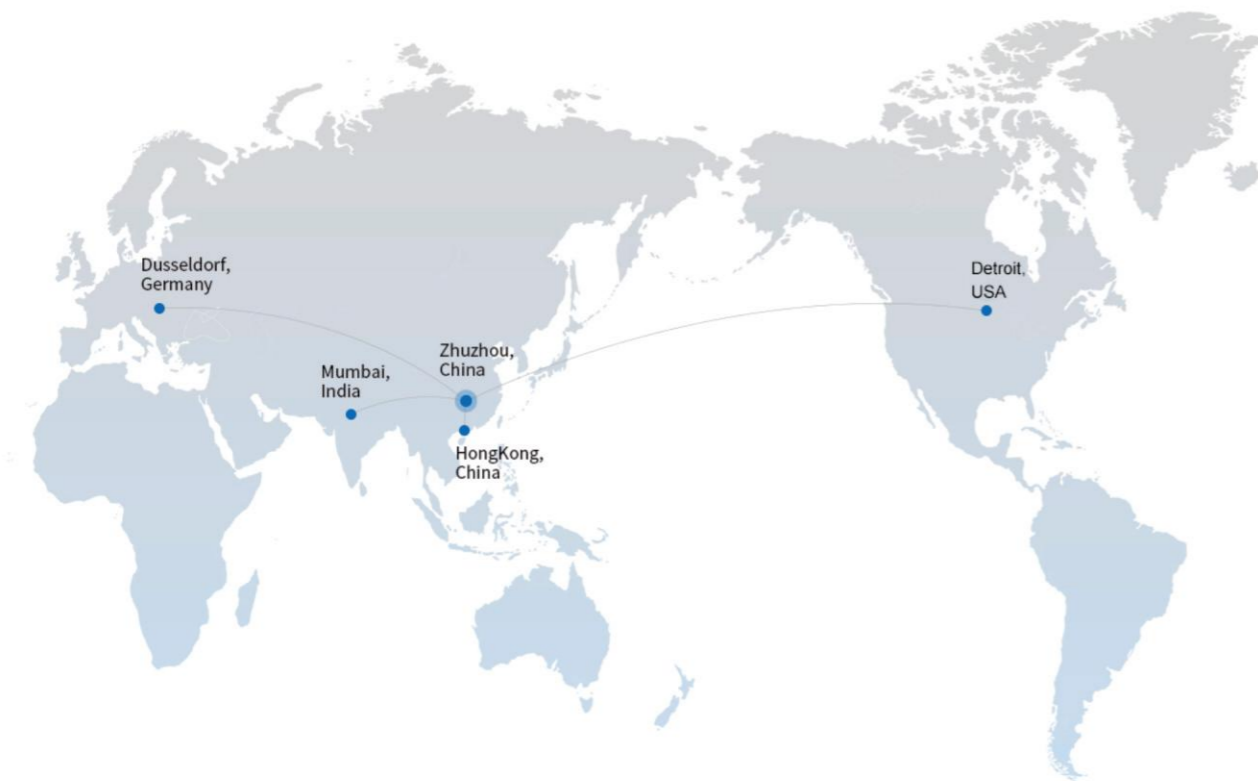 Dusseldorf,
Germany
Detroit,
USA
Zhuzhou,
China
Mumbai,
India
HongKong,
China